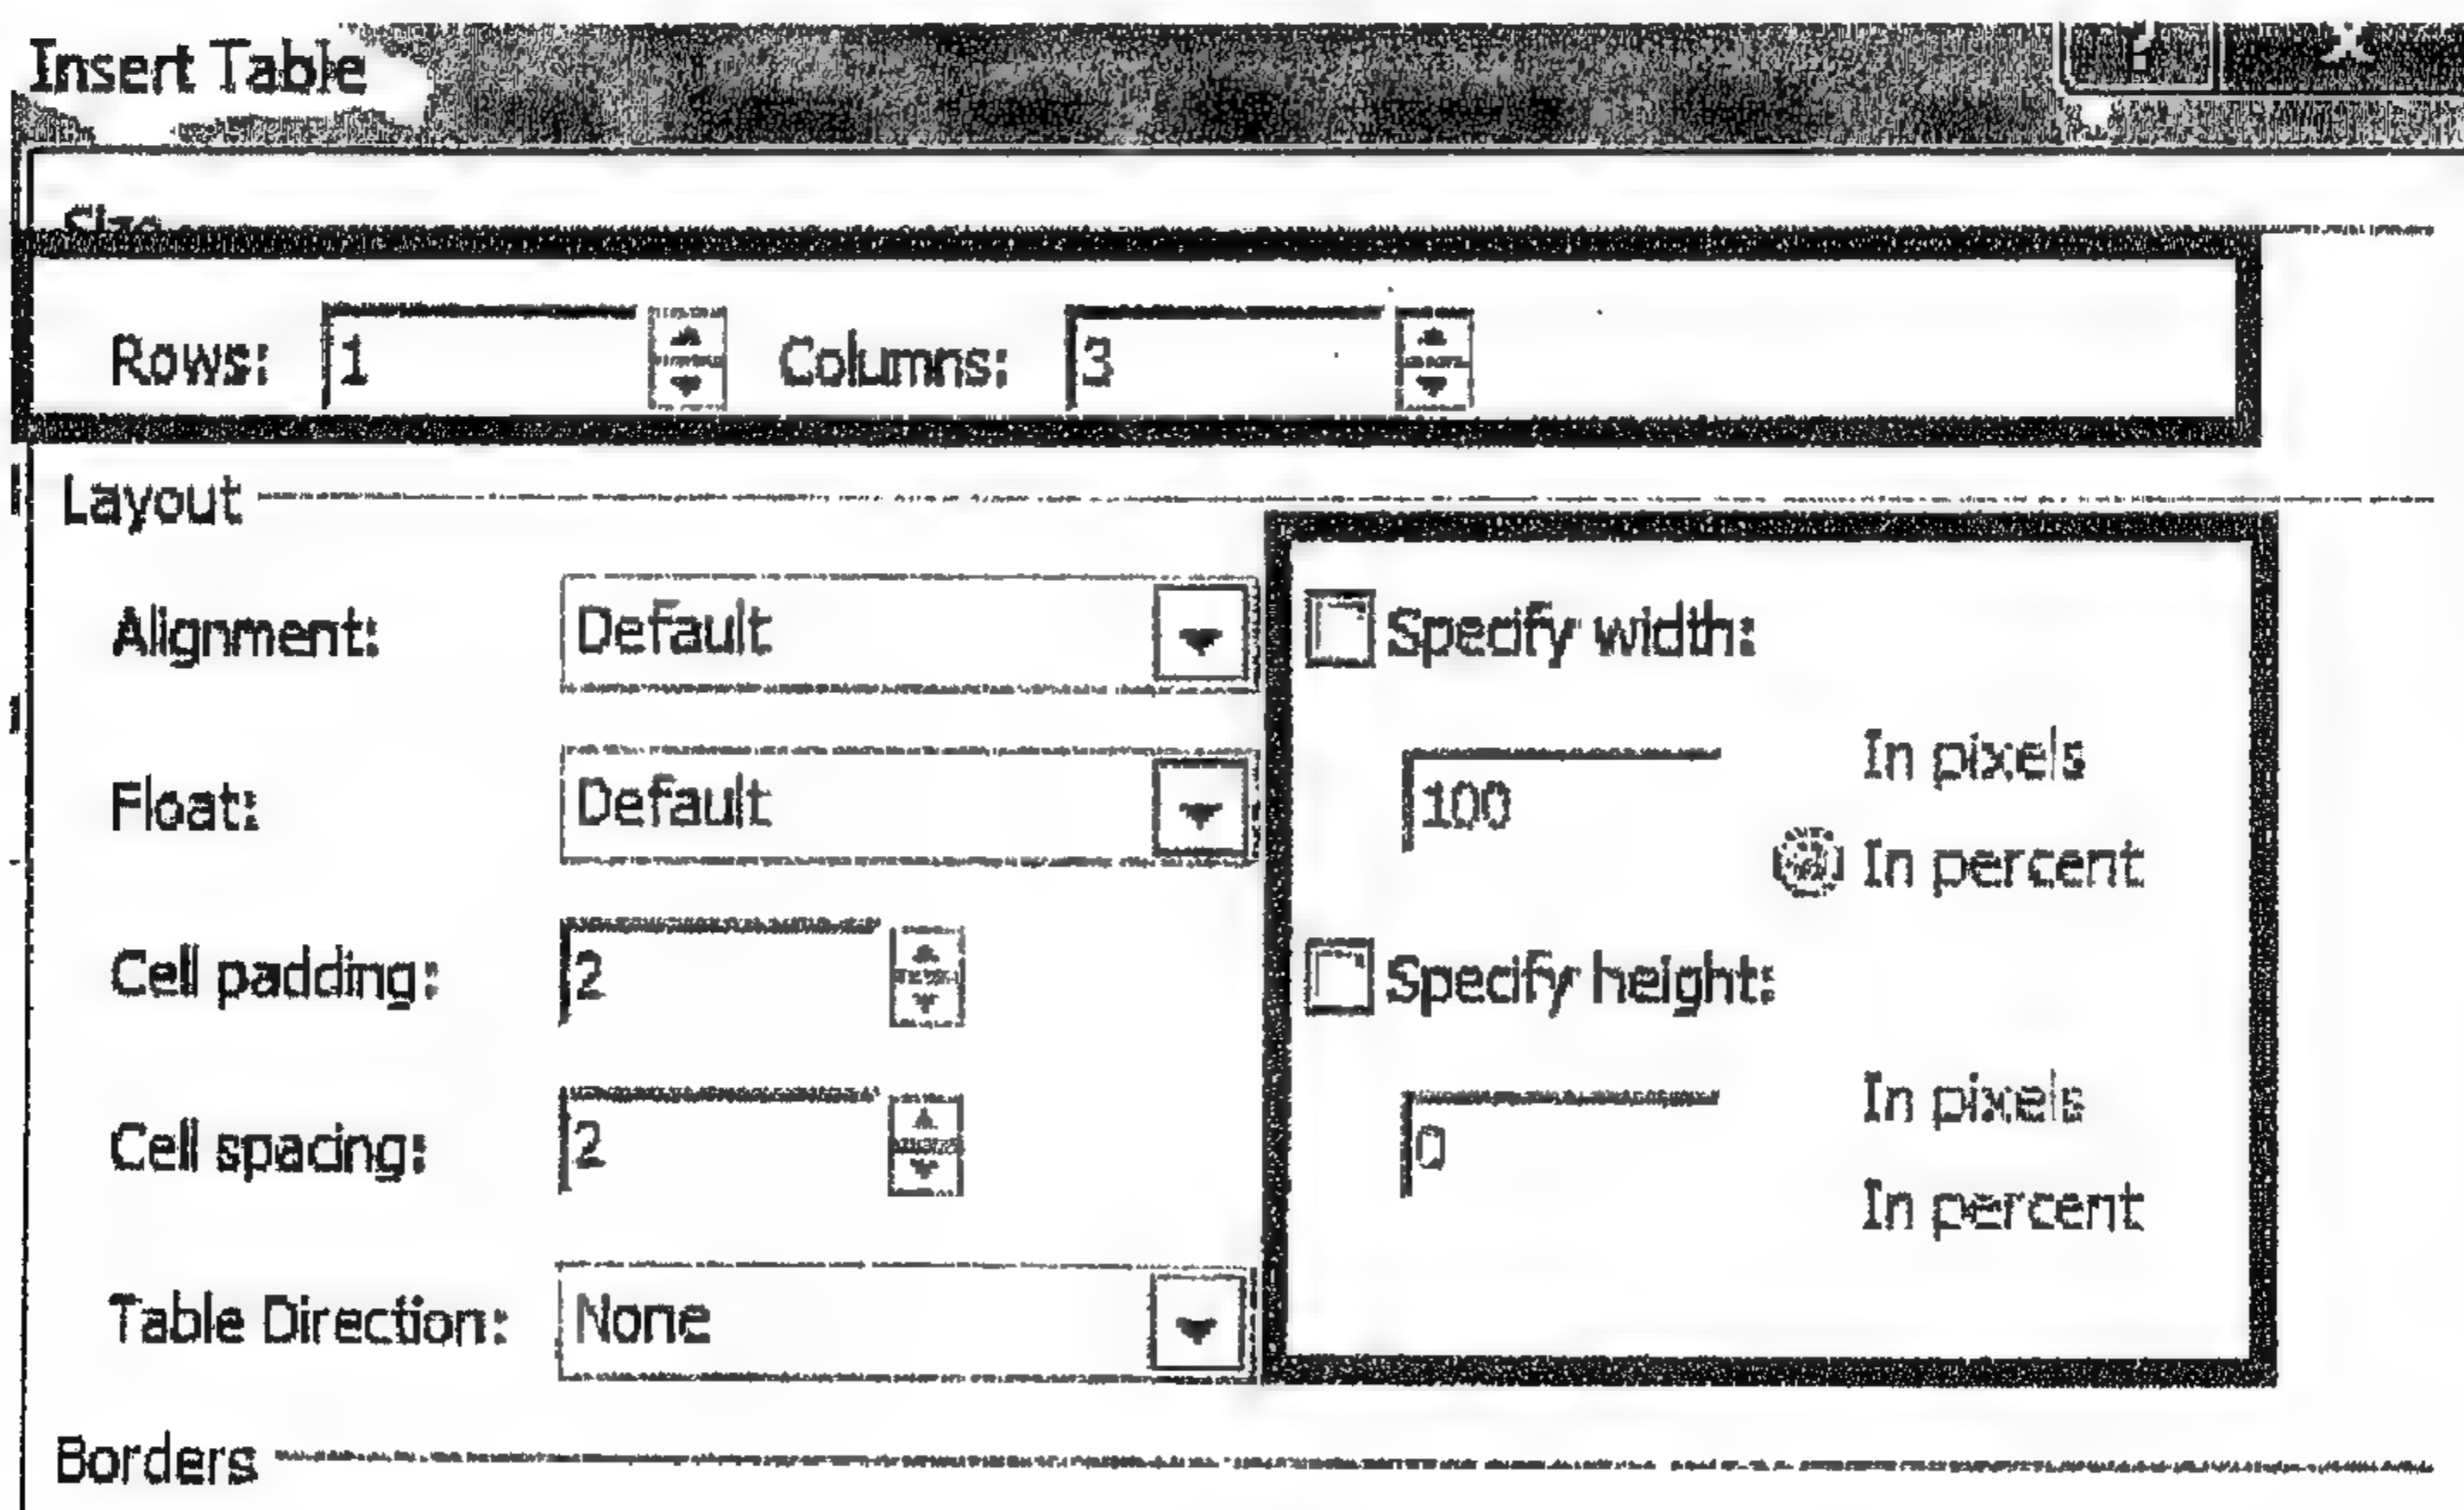 Insert Table
Size
Rows: 1 Columns: 3
Layout
Alignment: Default Specify width:
In pixels
Float: Default 100
In percent
Cell padding: 2 Specify height:
In pixels
Cell spacing: 2 0
In percent
Table Direction: None
Borders